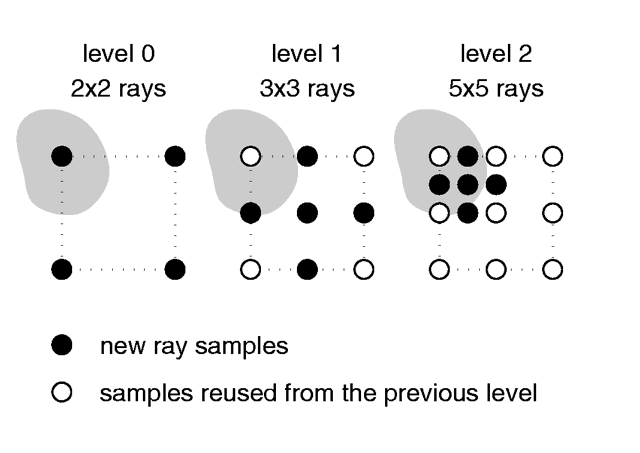 level 0
2x2 rays
level 1
3x3 rays
level 2
5x5 rays
new ray samples
samples reused from the previous level